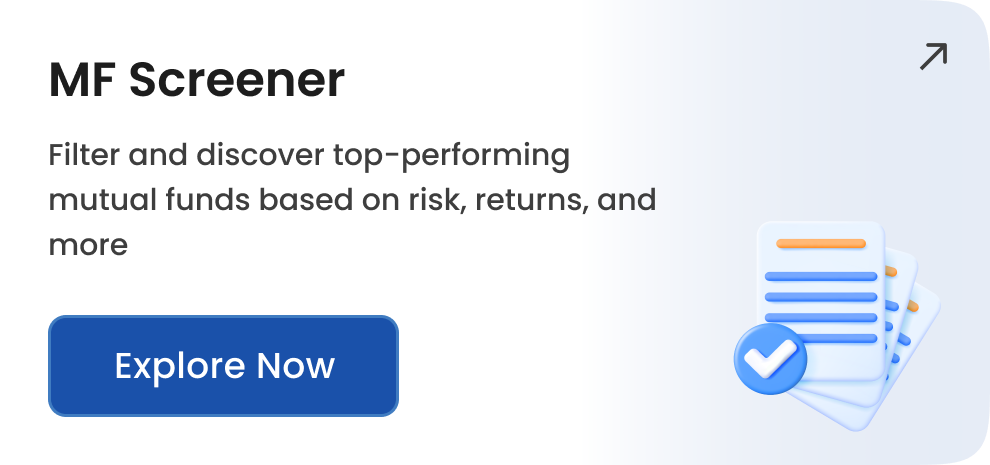 MF Screener
Filter and discover top-performing
mutual funds based on risk, returns, and
more
Explore Now